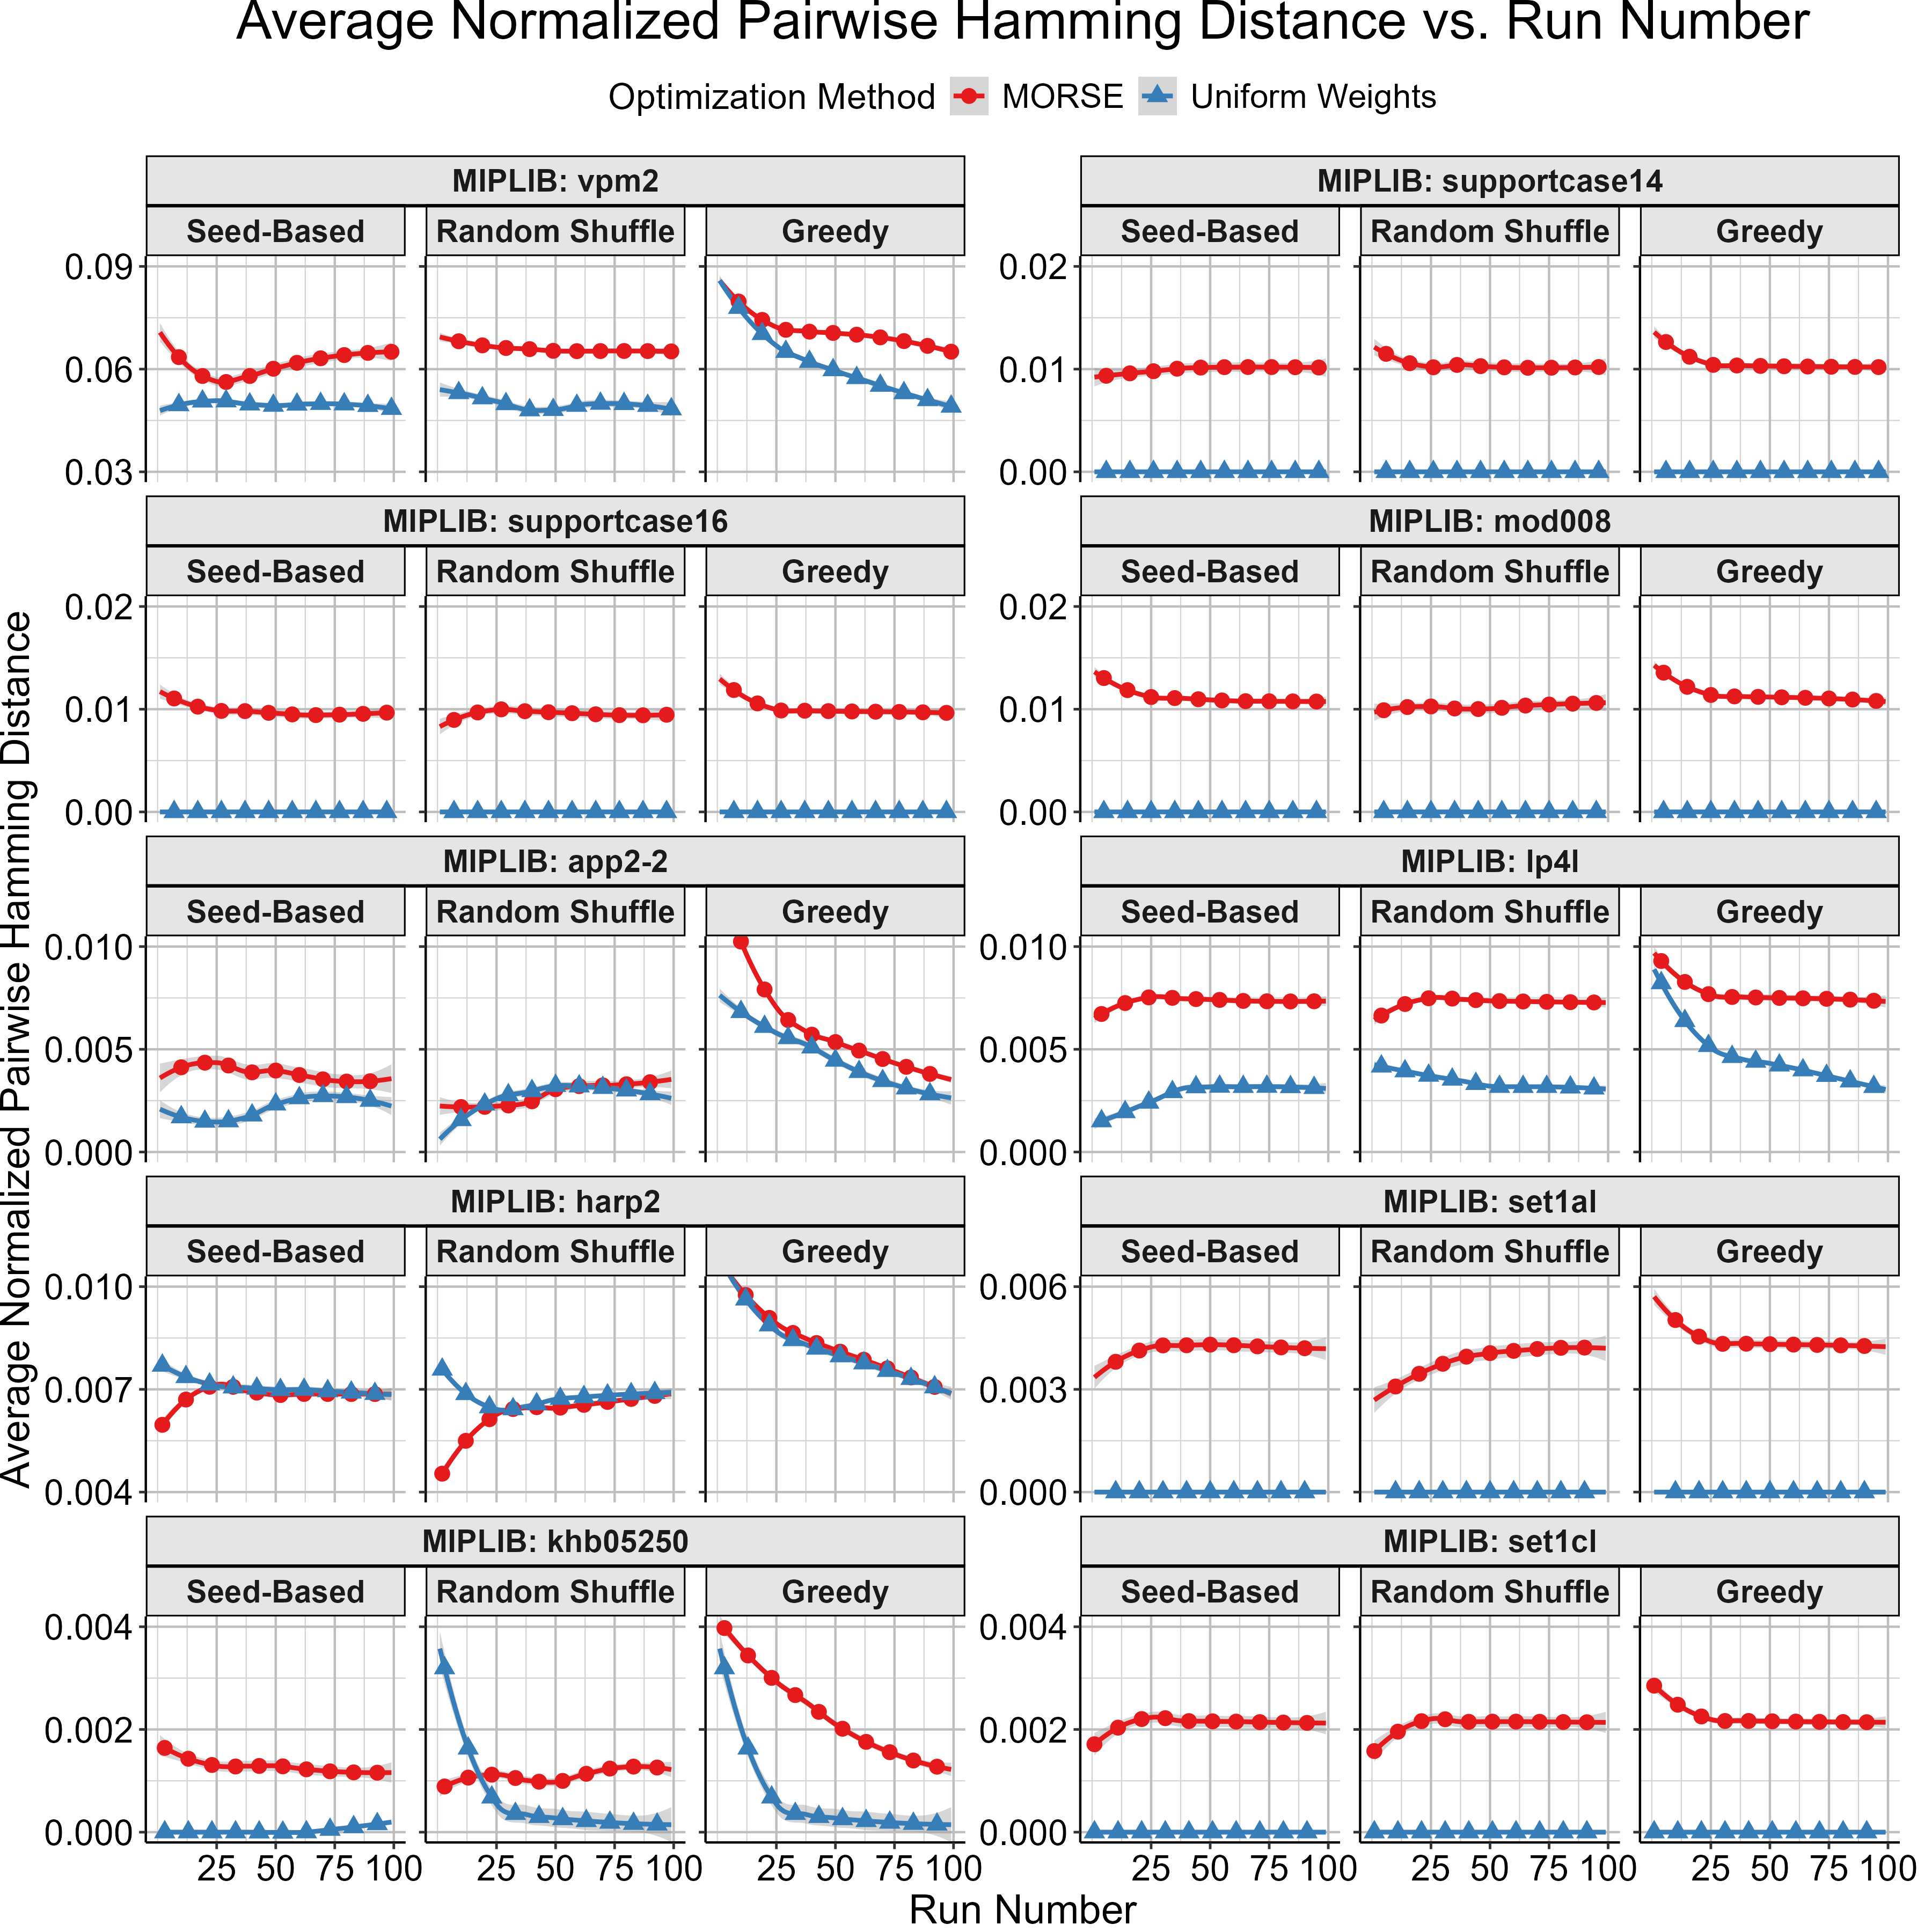 Average Normalized Pairwise Hamming Distance vs. Run Number
Optimization Method MORSE Uniform Weights
MIPLIB: vpm2
Seed-Based Random Shuffle Greedy
0.09
0.06
0.03
MIPLIB: supportcase14
Seed-Based Random Shuffle Greedy
0.02
0.01
0.00
MIPLIB: supportcase16
Seed-Based Random Shuffle Greedy
0.02
0.01
0.00
MIPLIB: mod008
Seed-Based Random Shuffle Greedy
0.02
0.01
0.00
MIPLIB: app2-2
Seed-Based Random Shuffle Greedy
0.010
0.005
0.000
MIPLIB: lp4l
Seed-Based Random Shuffle Greedy
0.010
0.005
0.000
MIPLIB: harp2
Seed-Based Random Shuffle Greedy
0.010
0.007
0.004
MIPLIB: set1al
Seed-Based Random Shuffle Greedy
0.006
0.003
0.000
MIPLIB: khb05250
Seed-Based Random Shuffle Greedy
0.004
0.002
0.000
25 50 75 100 25 50 75 100 25 50 75 100
MIPLIB: set1cl
Seed-Based Random Shuffle Greedy
0.004
0.002
0.000
25 50 75 100 25 50 75 100 25 50 75 100
Average Normalized Pairwise Hamming Distance
Run Number